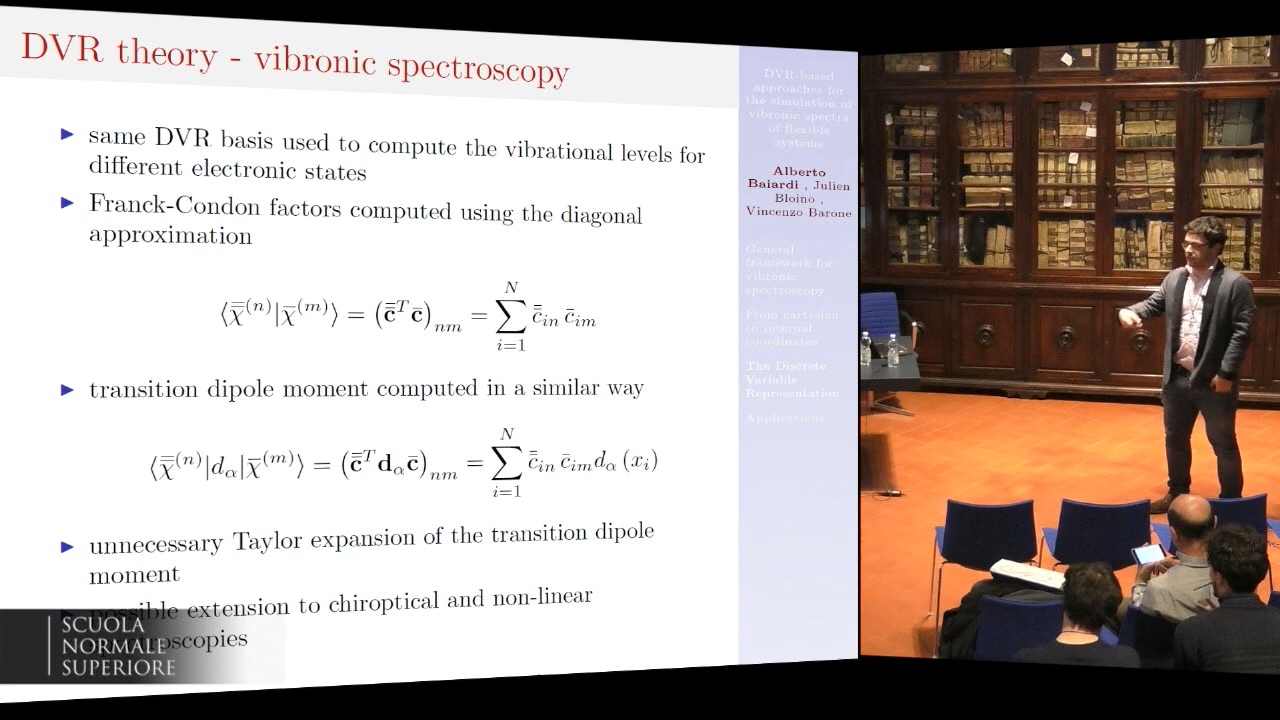 DVR theory - vibronic spectroscopy
▶ same DVR basis used to compute the vibrational levels for
different electronic states
▶ Franck-Condon factors computed using the diagonal
approximation
⟨χ̿^(n)|χ̄^(m)⟩ = (c̿^T c̄)_nm = ∑_{i=1}^{N} c̿_in c̄_im
▶ transition dipole moment computed in a similar way
⟨χ̿^(n)|d_α|χ̄^(m)⟩ = (c̿^T d_α c̄)_nm = ∑_{i=1}^{N} c̿_in c̄_im d_α (x_i)
▶ unnecessary Taylor expansion of the transition dipole
moment
▶ possible extension to chiroptical and non-linear
spectroscopies
SCUOLA
NORMALE
SUPERIORE
DVR-based
approaches for
the simulation of
vibronic spectra
of flexible
systems
Alberto
Baiardi , Julien
Bloino ,
Vincenzo Barone
General
framework for
vibronic
spectroscopy
From cartesian
to internal
coordinates
The Discrete
Variable
Representation
Applications